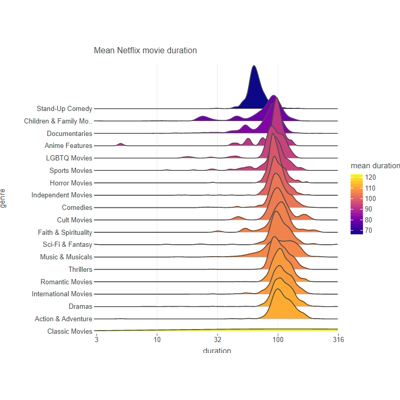 Mean Netflix movie duration
Stand-Up Comedy
Children & Family Mo..
Documentaries
Anime Features
LGBTQ Movies
Sports Movies
Horror Movies
Independent Movies
Comedies
Cult Movies
Faith & Spirituality
Sci-Fi & Fantasy
Music & Musicals
Thrillers
Romantic Movies
International Movies
Dramas
Action & Adventure
Classic Movies
genre
3 10 32 100 316
duration
mean duration
120
110
100
90
80
70